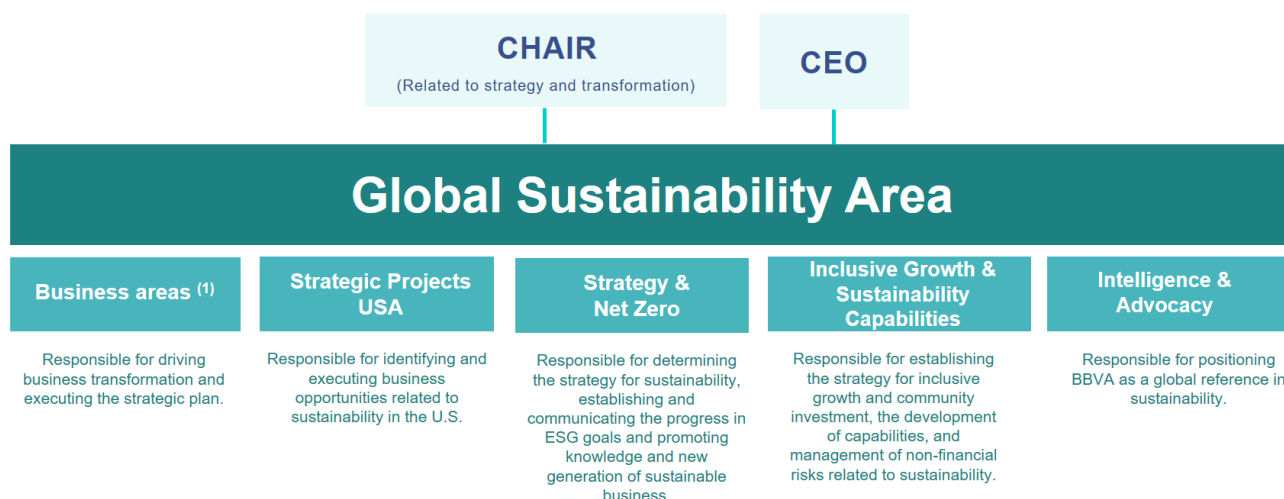 CHAIR
(Related to strategy and transformation)
CEO
Global Sustainability Area
Business areas (1)
Responsible for driving
business transformation and
executing the strategic plan.
Strategic Projects
USA
Responsible for identifying and
executing business
opportunities related to
sustainability in the U.S.
Strategy &
Net Zero
Responsible for determining
the strategy for sustainability,
establishing and
communicating the progress in
ESG goals and promoting
knowledge and new
generation of sustainable
business
Inclusive Growth &
Sustainability
Capabilities
Responsible for establishing
the strategy for inclusive
growth and community
investment, the development
of capabilities, and
management of non-financial
risks related to sustainability.
Intelligence &
Advocacy
Responsible for positioning
BBVA as a global reference in
sustainability.